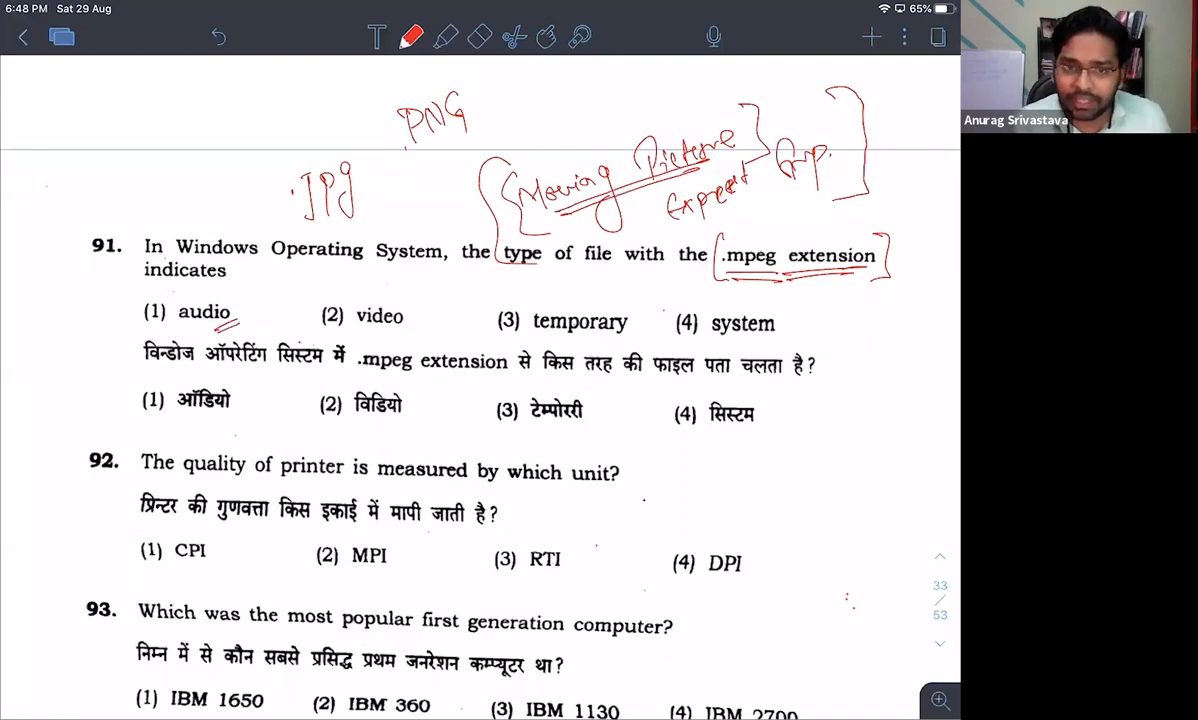 6:48 PM Sat 29 Aug
65%
Anurag Srivastava
PNG
.JPg
Moving Picture
Expert Grp.
91. In Windows Operating System, the type of file with the .mpeg extension
indicates
(1) audio (2) video (3) temporary (4) system
विन्डोज ऑपरेटिंग सिस्टम में .mpeg extension से किस तरह की फाइल पता चलता है?
(1) ऑडियो (2) विडियो (3) टेम्पोररी (4) सिस्टम
92. The quality of printer is measured by which unit?
प्रिन्टर की गुणवत्ता किस इकाई में मापी जाती है?
(1) CPI (2) MPI (3) RTI (4) DPI
33
/
53
93. Which was the most popular first generation computer?
निम्न में से कौन सबसे प्रसिद्ध प्रथम जनरेशन कम्प्यूटर था?
(1) IBM 1650 (2) IBM 360 (3) IBM 1130 (4) IBM 2700